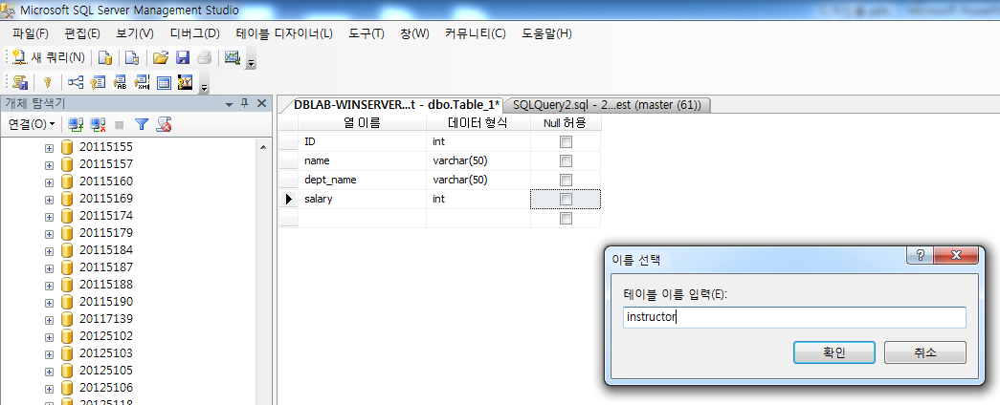 Microsoft SQL Server Management Studio
파일(F) 편집(E) 보기(V) 디버그(D) 테이블 디자이너(L) 도구(T) 창(W) 커뮤니티(C) 도움말(H)
새 쿼리(N)
개체 탐색기
연결(O)
20115155
20115157
20115160
20115169
20115174
20115179
20115184
20115187
20115188
20115190
20117139
20125102
20125103
20125105
20125106
20125118
DBLAB-WINSERVER...t - dbo.Table_1* SQLQuery2.sql - 2...est (master (61))
열 이름 데이터 형식 Null 허용
ID int
name varchar(50)
dept_name varchar(50)
salary int
이름 선택
테이블 이름 입력(E):
instructor
확인 취소